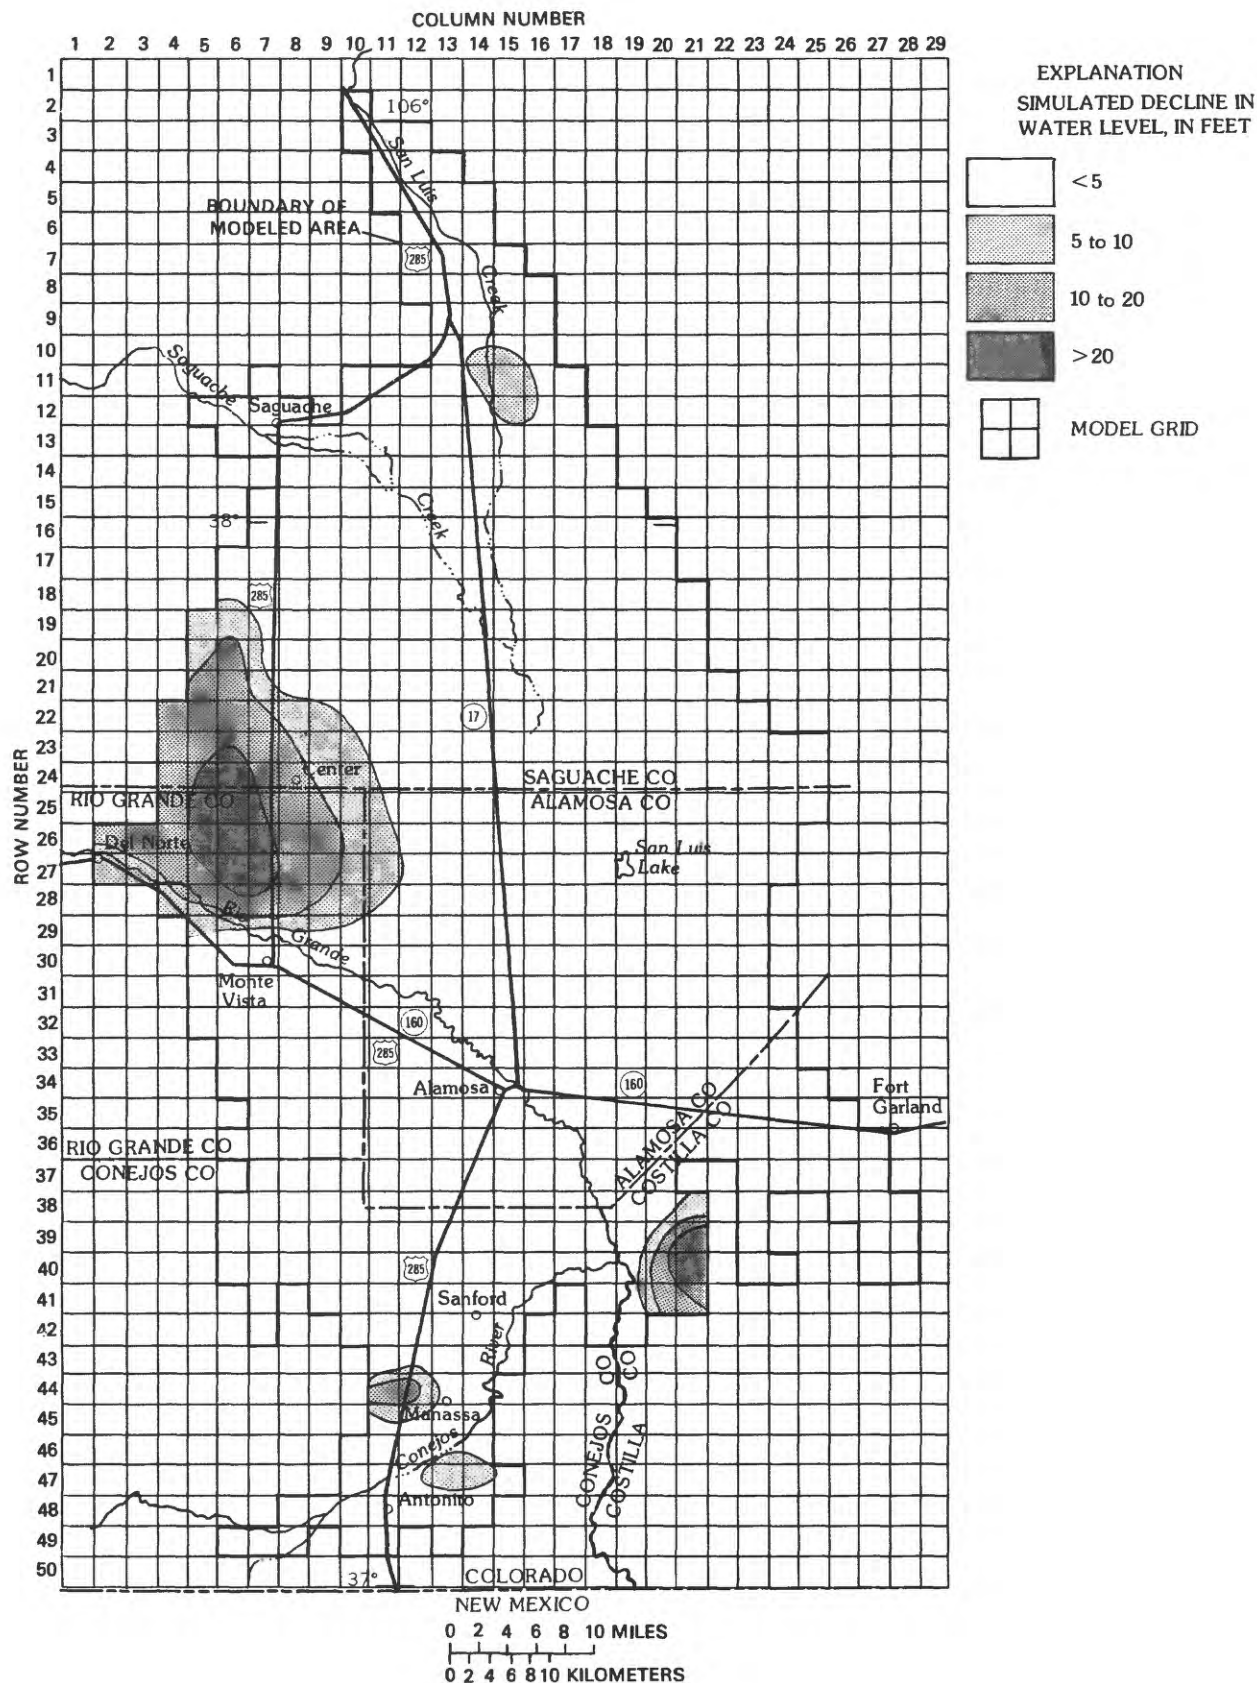 COLUMN NUMBER
1 2 3 4 5 6 7 8 9 10 11 12 13 14 15 16 17 18 19 20 21 22 23 24 25 26 27 28 29
EXPLANATION
SIMULATED DECLINE IN
WATER LEVEL, IN FEET
<5
5 to 10
10 to 20
>20
MODEL GRID
ROW NUMBER
1
2
3
4
5
6
7
8
9
10
11
12
13
14
15
16
17
18
19
20
21
22
23
24
25
26
27
28
29
30
31
32
33
34
35
36
37
38
39
40
41
42
43
44
45
46
47
48
49
50
106°
San Luis
Creek
BOUNDARY OF
MODELED AREA
285
Saguache
Creek
Saguache
38°
285
17
Center
SAGUACHE CO
RIO GRANDE CO
ALAMOSA CO
Del Norte
San Luis
Lake
Rio
Grande
Monte
Vista
160
285
Alamosa
160
Fort
Garland
RIO GRANDE CO
CONEJOS CO
ALAMOSA CO
COSTILLA CO
285
Sanford
River
Manassa
Conejos
CONEJOS CO
COSTILLA CO
Antonito
37°
COLORADO
NEW MEXICO
0 2 4 6 8 10 MILES
0 2 4 6 8 10 KILOMETERS